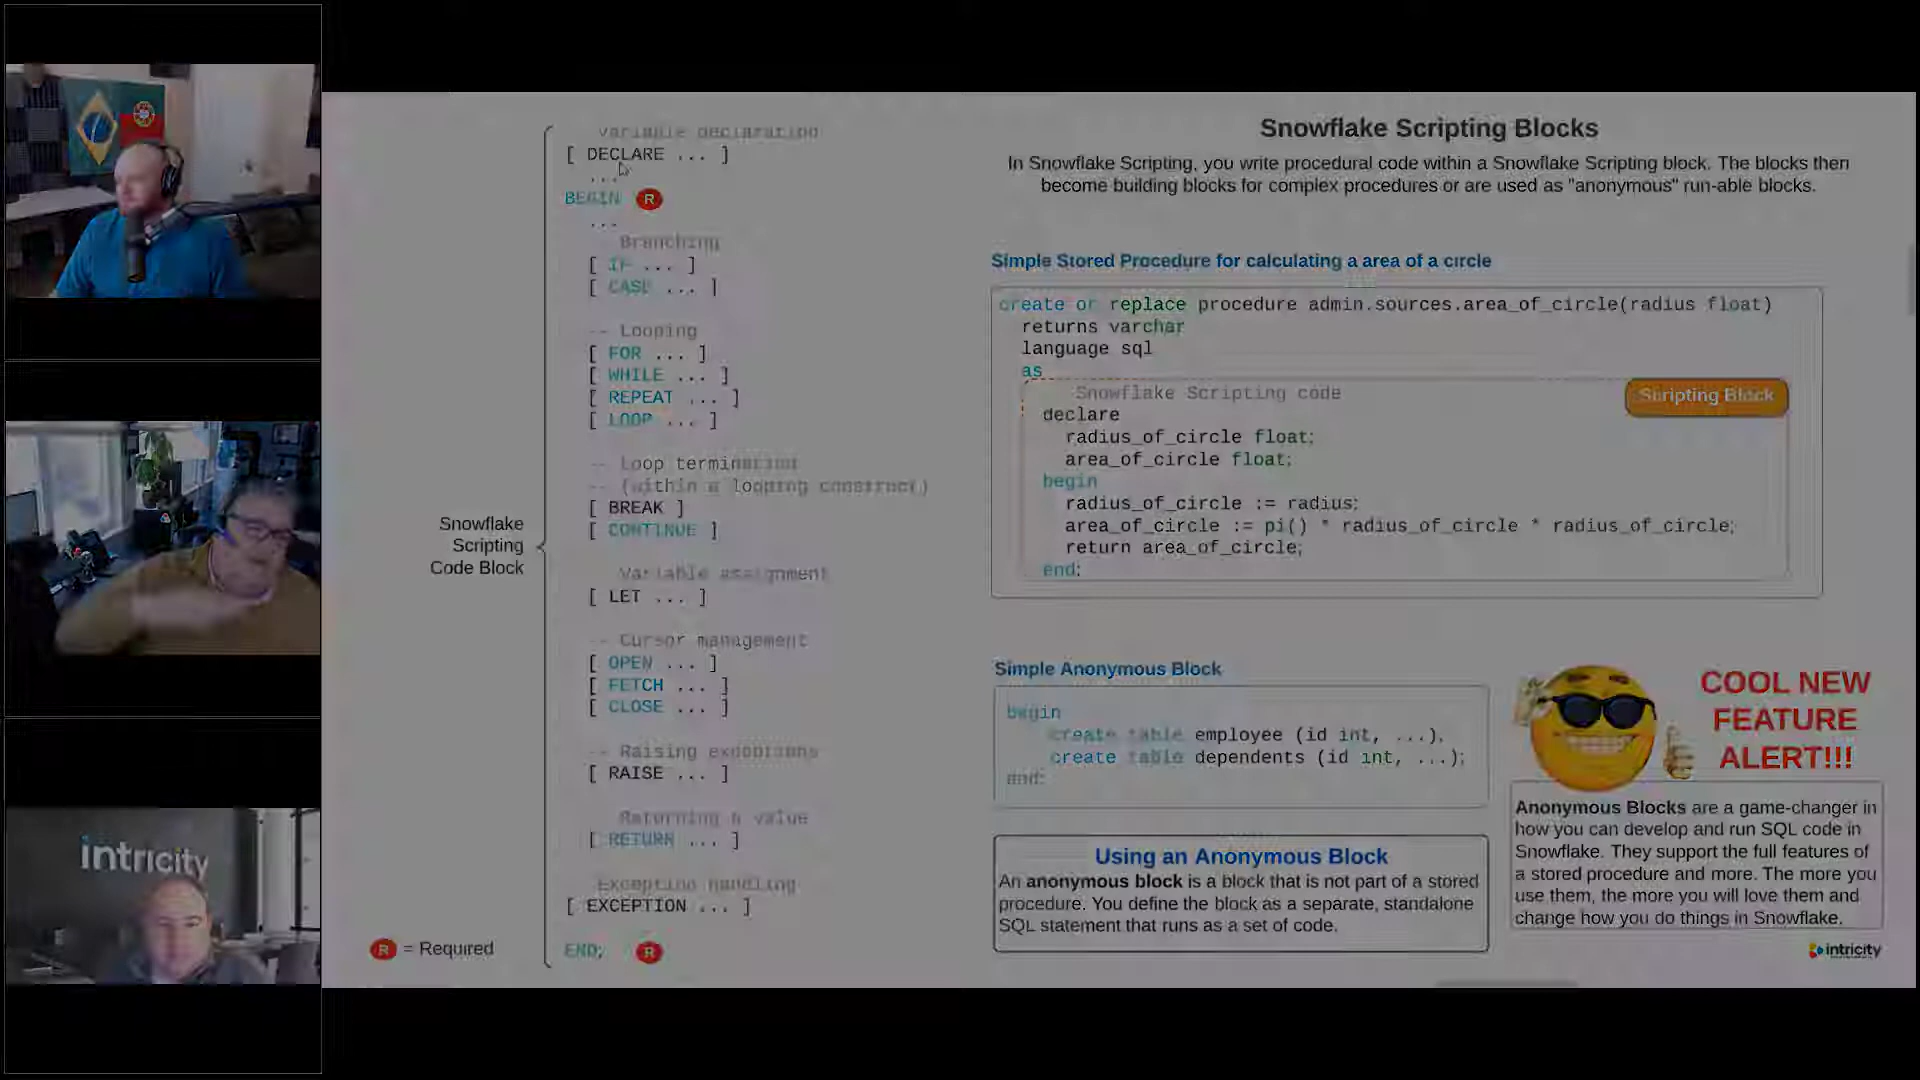 Variable declaration
[ DECLARE ... ]
...
BEGIN R
...
Branching
[ IF ... ]
[ CASE ... ]
-- Looping
[ FOR ... ]
[ WHILE ... ]
[ REPEAT ... ]
[ LOOP ... ]
-- Loop termination
-- (within a looping construct)
[ BREAK ]
[ CONTINUE ]
Variable assignment
[ LET ... ]
-- Cursor management
[ OPEN ... ]
[ FETCH ... ]
[ CLOSE ... ]
-- Raising exceptions
[ RAISE ... ]
Returning a value
[ RETURN ... ]
Exception handling
[ EXCEPTION ... ]
END; R
Snowflake
Scripting
Code Block
R = Required
Snowflake Scripting Blocks
In Snowflake Scripting, you write procedural code within a Snowflake Scripting block. The blocks then
become building blocks for complex procedures or are used as "anonymous" run-able blocks.
Simple Stored Procedure for calculating a area of a circle
create or replace procedure admin.sources.area_of_circle(radius float)
returns varchar
language sql
as
Snowflake Scripting code
Scripting Block
declare
radius_of_circle float;
area_of_circle float;
begin
radius_of_circle := radius;
area_of_circle := pi() * radius_of_circle * radius_of_circle;
return area_of_circle;
end;
Simple Anonymous Block
begin
create table employee (id int, ...),
create table dependents (id int, ...);
end;
Using an Anonymous Block
An anonymous block is a block that is not part of a stored
procedure. You define the block as a separate, standalone
SQL statement that runs as a set of code.
COOL NEW
FEATURE
ALERT!!!
Anonymous Blocks are a game-changer in
how you can develop and run SQL code in
Snowflake. They support the full features of
a stored procedure and more. The more you
use them, the more you will love them and
change how you do things in Snowflake.
intricity
intricity